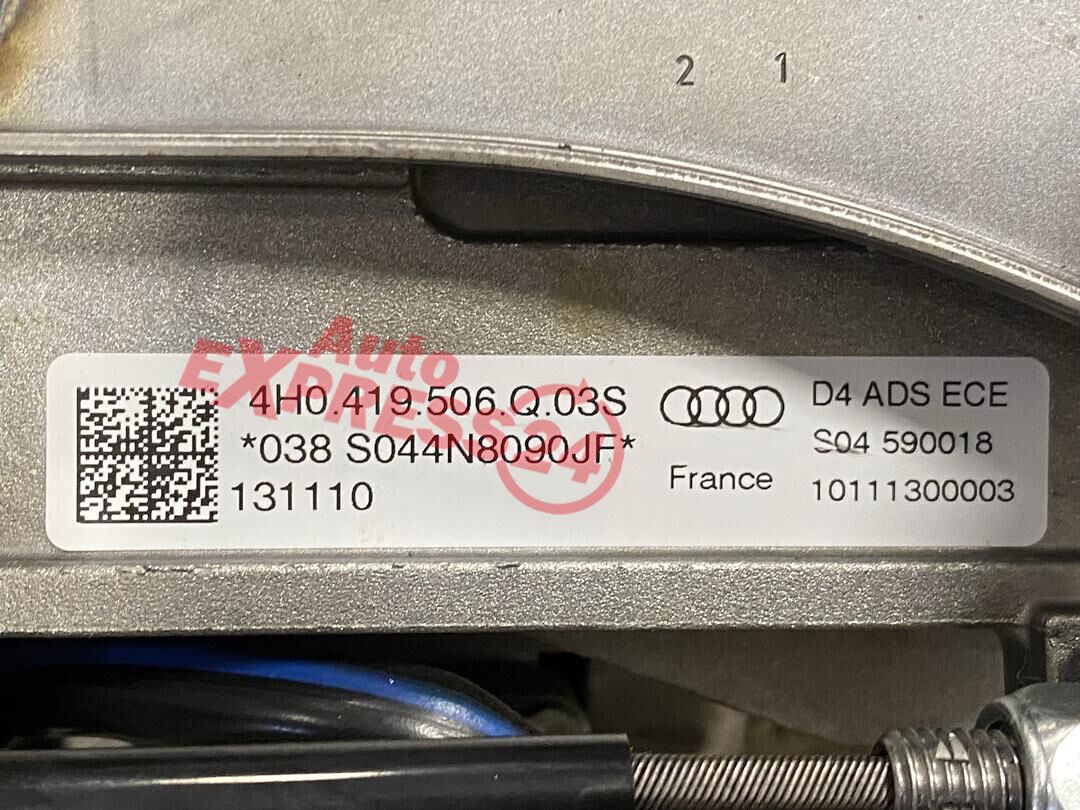 2 1
Auto
EXPRESS24
4H0.419.506.Q.03S
*038 S044N8090JF*
131110
France
D4 ADS ECE
S04 590018
10111300003